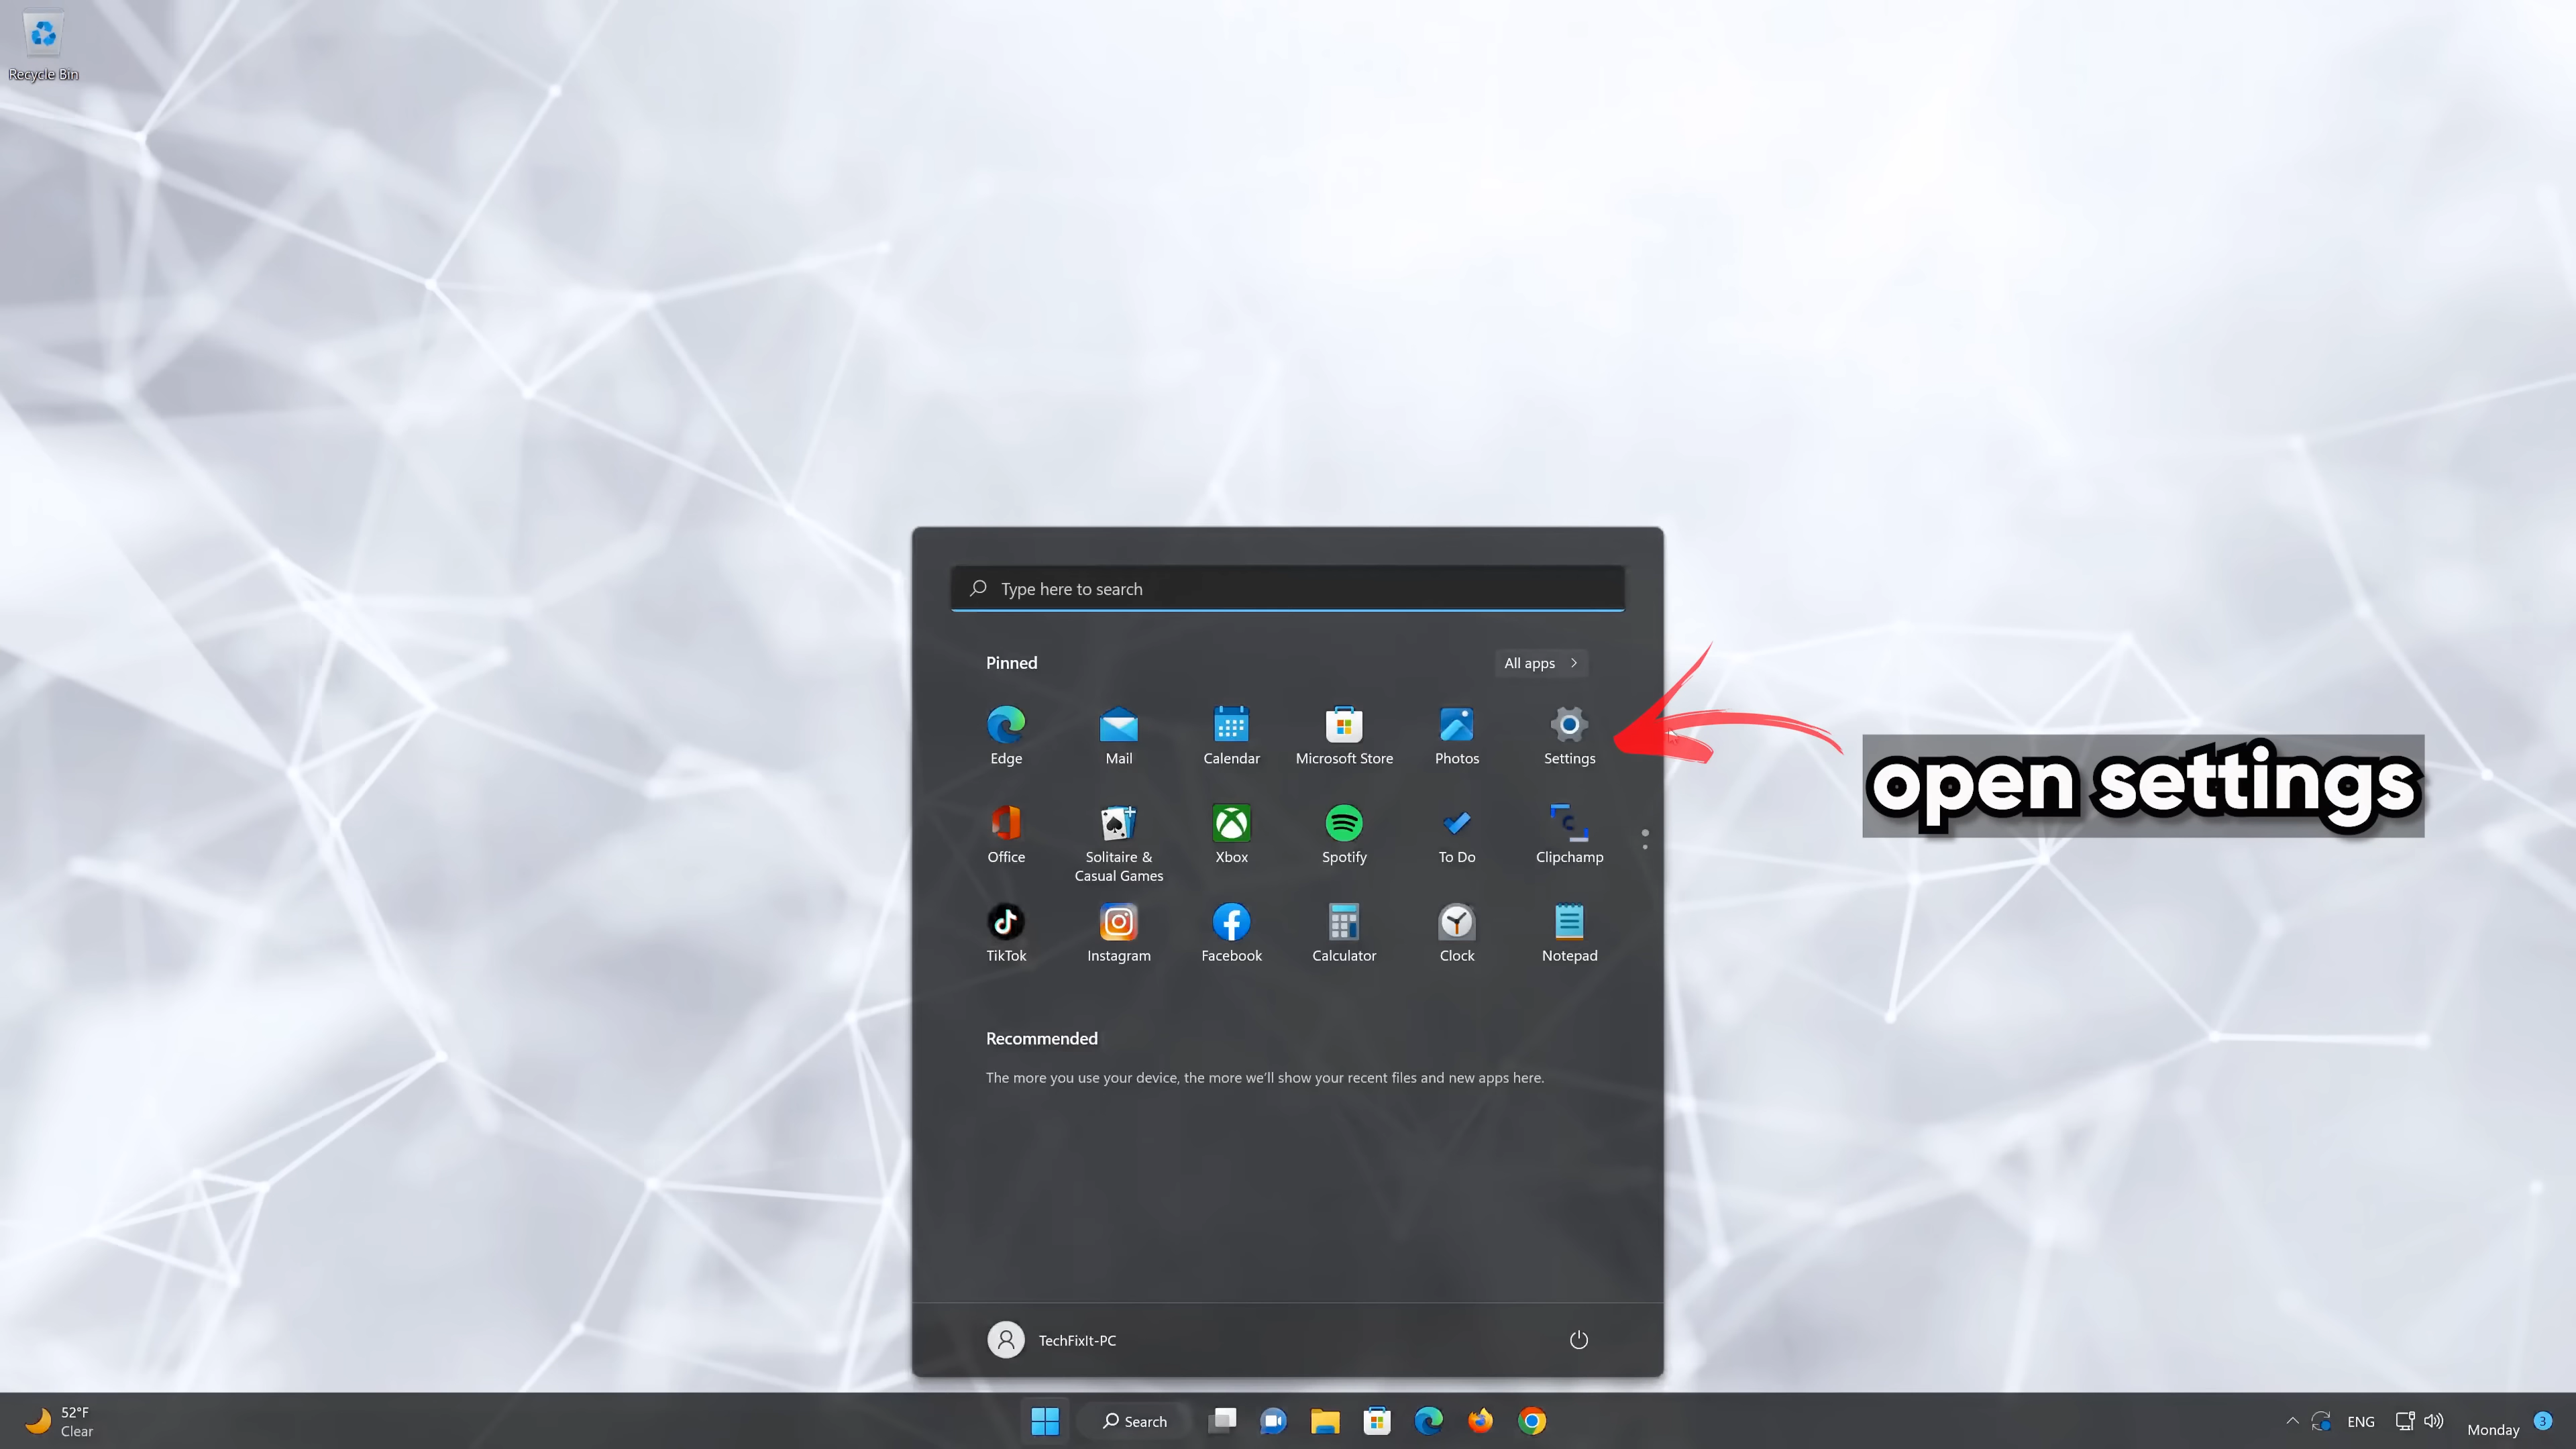 Recycle Bin
Type here to search
Pinned
All apps
Edge
Mail
Calendar
Microsoft Store
Photos
Settings
open settings
Office
Solitaire &
Casual Games
Xbox
Spotify
To Do
Clipchamp
TikTok
Instagram
Facebook
Calculator
Clock
Notepad
Recommended
The more you use your device, the more we'll show your recent files and new apps here.
TechFixIt-PC
52°F
Clear
Search
ENG
Monday
3